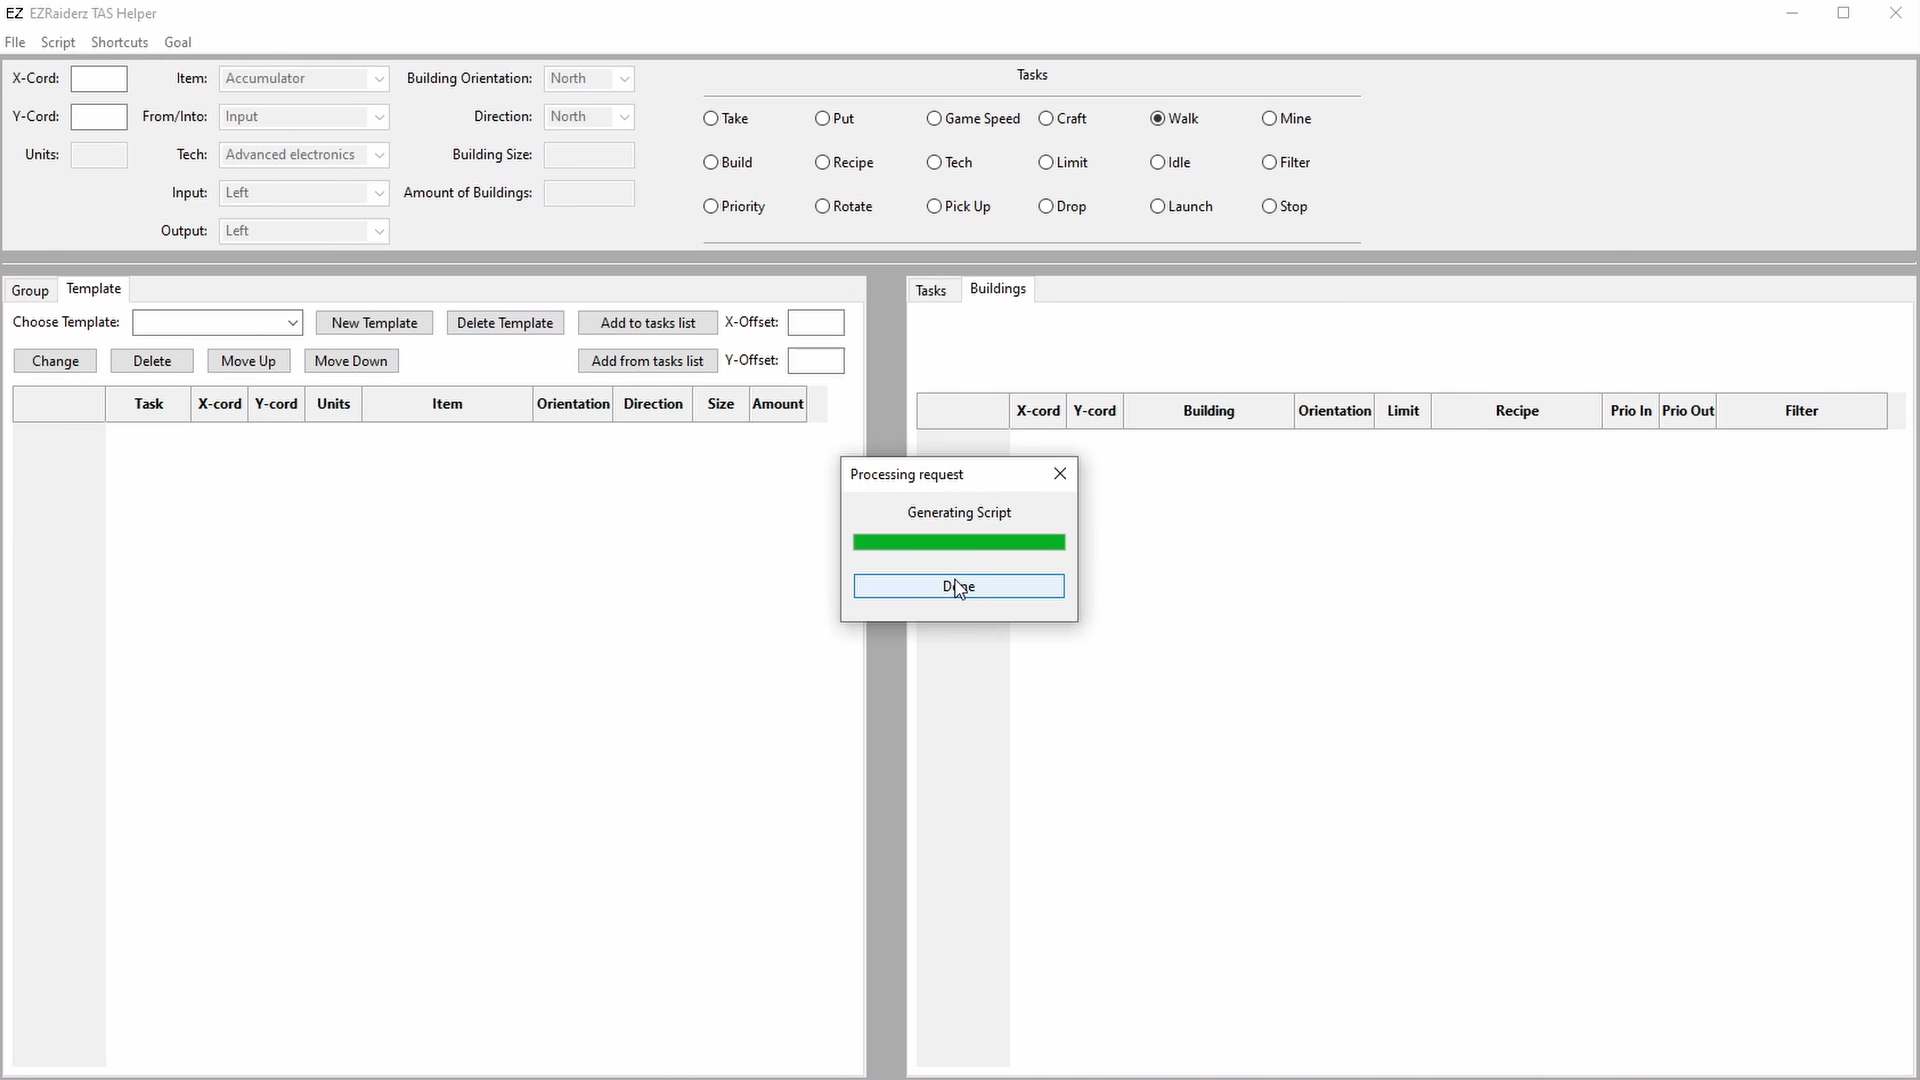 EZ EZRaiderz TAS Helper
FIle Script Shortcuts Goal
X-Cord: Item: Accumulator Building Orientation: North Tasks
Y-Cord: From/Into: Input Direction: North Take Put Game Speed Craft Walk Mine
Units: Tech: Advanced electronics Building Size: Build Recipe Tech Limit Idle Filter
Input: Left Amount of Buildings: Priority Rotate Pick Up Drop Launch Stop
Output: Left
Group Template
Choose Template: New Template Delete Template Add to tasks list X-Offset:
Change Delete Move Up Move Down Add from tasks list Y-Offset:
Task X-cord Y-cord Units Item Orientation Direction Size Amount
Tasks Buildings
X-cord Y-cord Building Orientation Limit Recipe Prio In Prio Out Filter
Processing request
Generating Script
Done